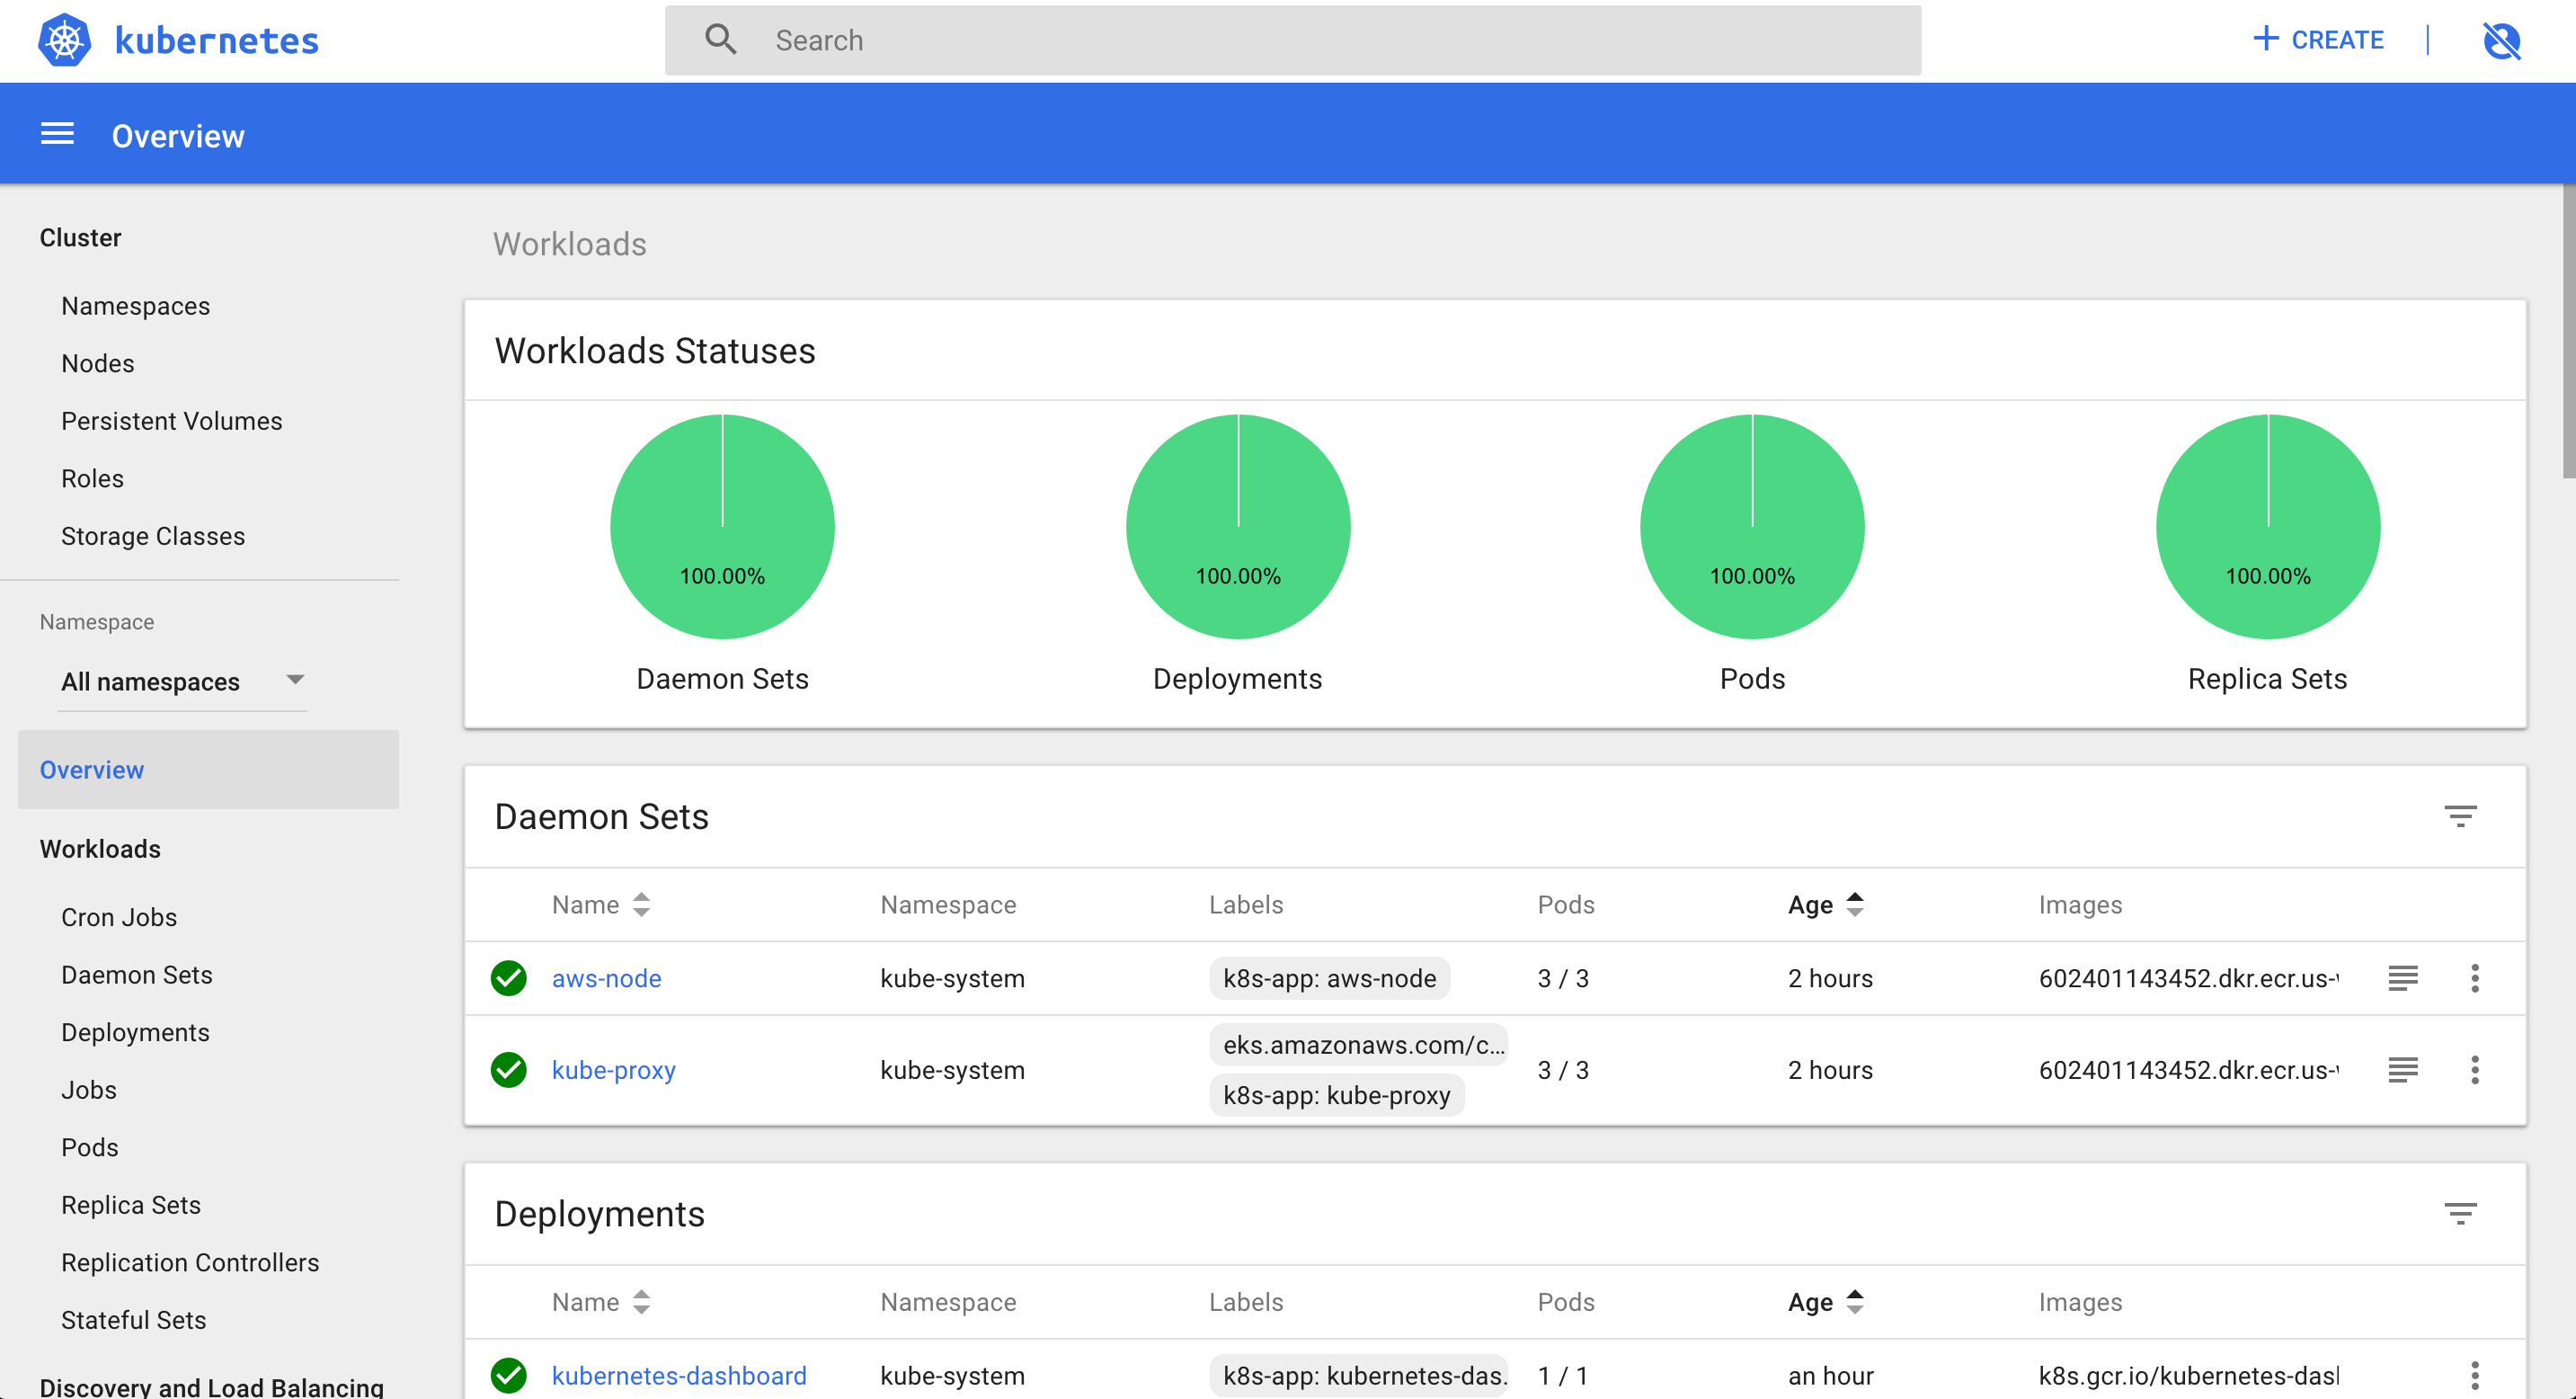 kubernetes
Search
CREATE
Overview
Cluster
Namespaces
Nodes
Persistent Volumes
Roles
Storage Classes
Namespace
All namespaces
Overview
Workloads
Cron Jobs
Daemon Sets
Deployments
Jobs
Pods
Replica Sets
Replication Controllers
Stateful Sets
Discovery and Load Balancing
Workloads
Workloads Statuses
100.00% 100.00% 100.00% 100.00%
Daemon Sets Deployments Pods Replica Sets
Daemon Sets
Name Namespace Labels Pods Age Images
aws-node kube-system k8s-app: aws-node 3 / 3 2 hours 602401143452.dkr.ecr.us-
eks.amazonaws.com/c...
kube-proxy kube-system 3 / 3 2 hours 602401143452.dkr.ecr.us-
k8s-app: kube-proxy
Deployments
Name Namespace Labels Pods Age Images
kubernetes-dashboard kube-system k8s-app: kubernetes-das. 1 / 1 an hour k8s.gcr.io/kubernetes-das